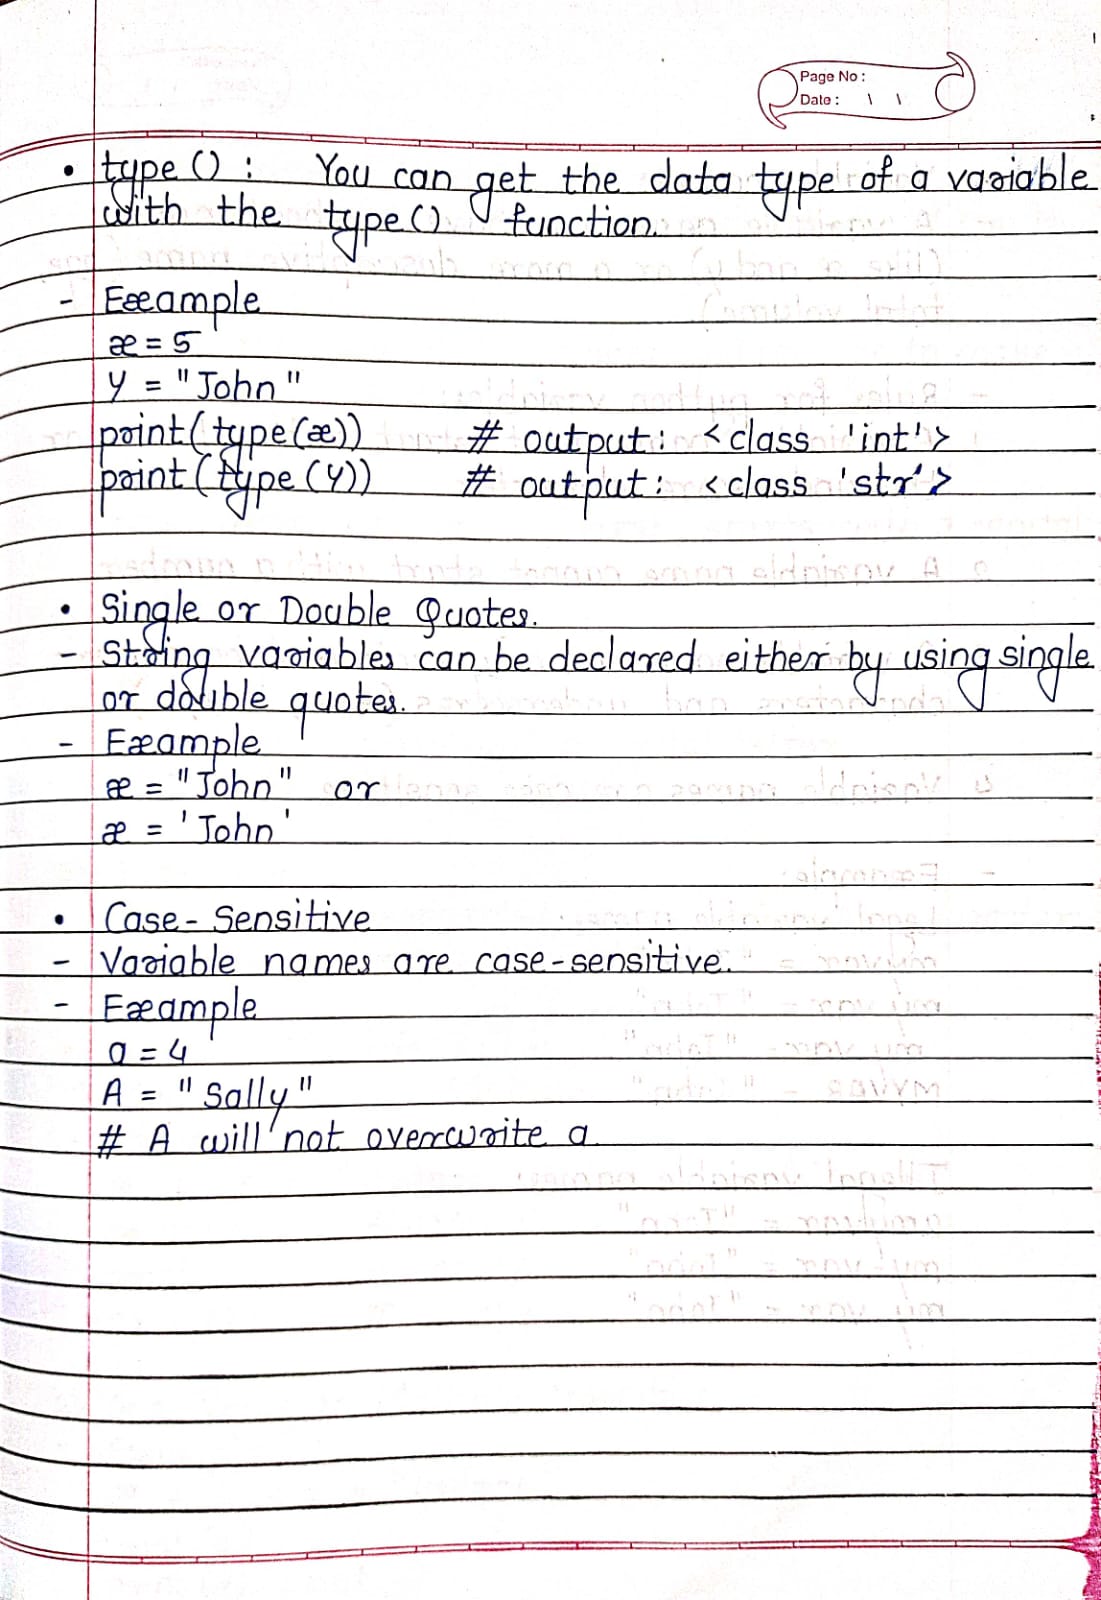 Page No :
Date : \ \
• type () : You can get the data type of a variable
with the type() function.
- Example
x = 5
y = "John"
print(type(x)) # output: <class 'int'>
print(type(y)) # output: <class 'str'>
• Single or Double Quotes.
- String variables can be declared either by using single
or double quotes.
- Example
x = "John" or
x = 'John'
• Case-Sensitive
- Variable names are case-sensitive.
- Example
a = 4
A = "Sally"
# A will not overwrite a